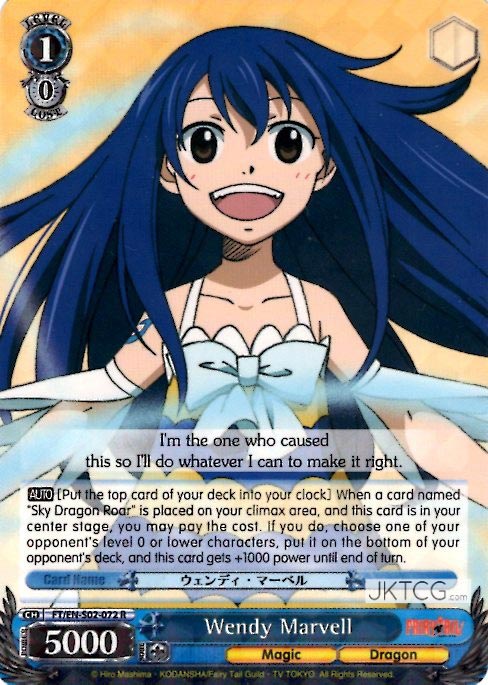 LEVEL
1
0
COST
I'm the one who caused
this so I'll do whatever I can to make it right.
AUTO [Put the top card of your deck into your clock] When a card named
"Sky Dragon Roar" is placed on your climax area, and this card is in your
center stage, you may pay the cost. If you do, choose one of your
opponent's level 0 or lower characters, put it on the bottom of your
opponent's deck, and this card gets +1000 power until end of turn.
Card Name
ウェンディ・マーベル
JKTCG.com
CH FT/EN-S02-072 R
POWER
5000
SOUL
Wendy Marvell
FAIRY TAIL
Magic
Dragon
© Hiro Mashima・KODANSHA/Fairy Tail Guild・TV TOKYO. All Rights Reserved.